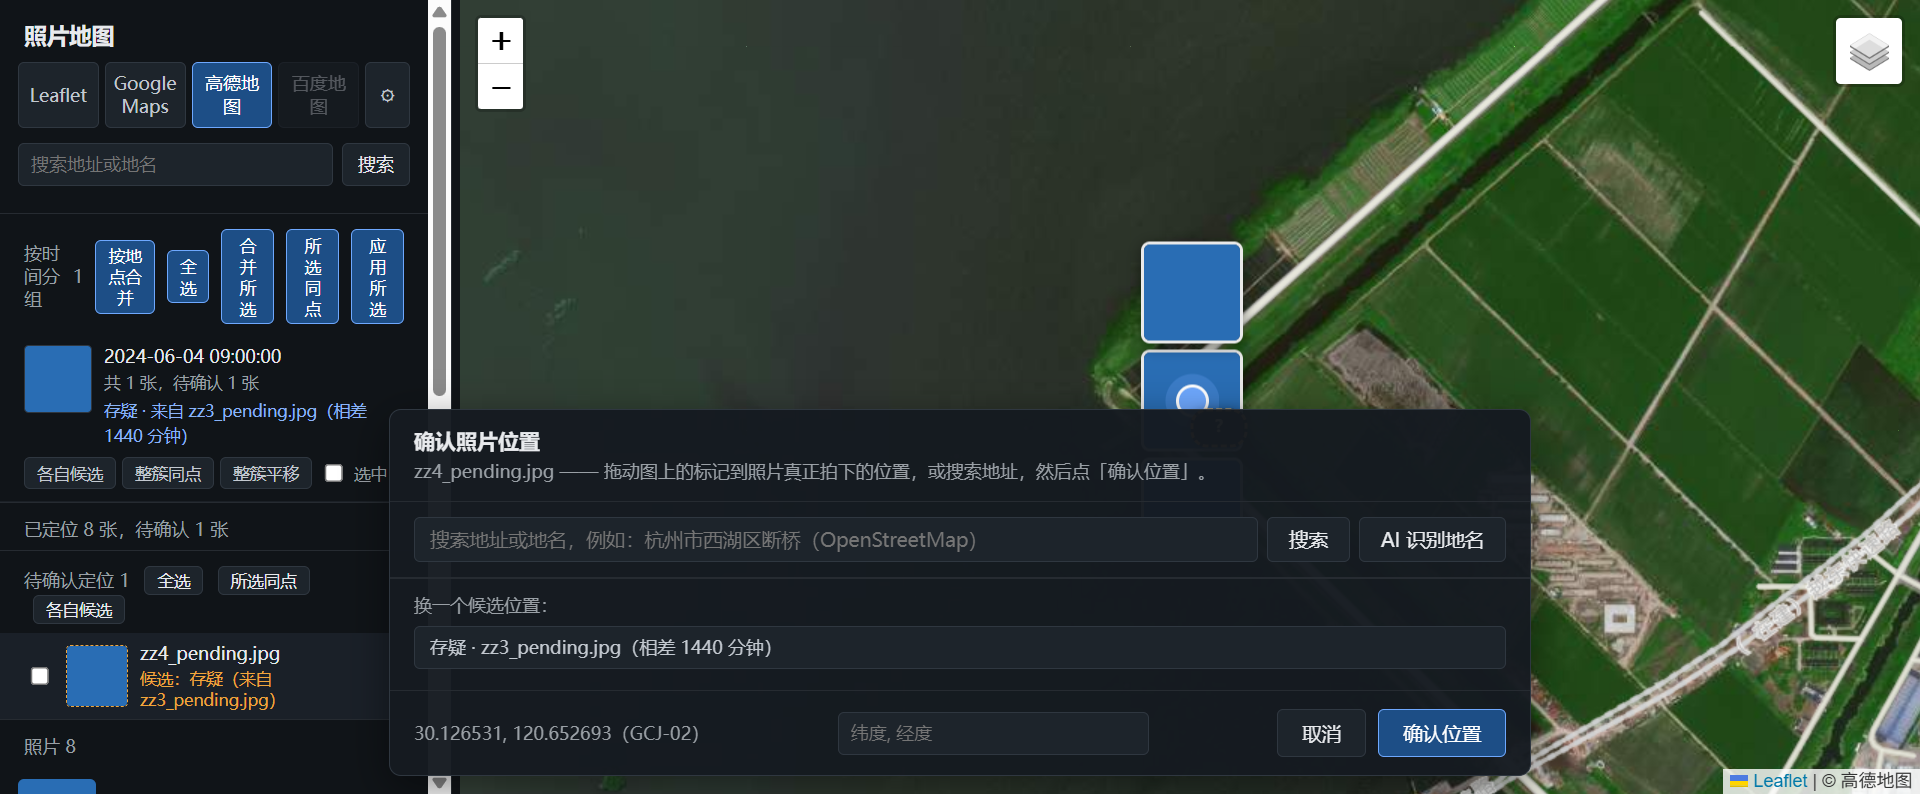 照片地图
Leaflet
Google Maps
高德地图
百度地图
搜索地址或地名
搜索
按时间分组
1
按地点合并
全选
合并所选
所选同点
应用所选
2024-06-04 09:00:00
共 1 张，待确认 1 张
存疑 · 来自 zz3_pending.jpg（相差
1440 分钟）
各自候选
整簇同点
整簇平移
选中
已定位 8 张，待确认 1 张
待确认定位 1
全选
所选同点
各自候选
zz4_pending.jpg
候选：存疑（来自
zz3_pending.jpg）
照片 8
+
−
确认照片位置
zz4_pending.jpg —— 拖动图上的标记到照片真正拍下的位置，或搜索地址，然后点「确认位置」。
搜索地址或地名，例如：杭州市西湖区断桥（OpenStreetMap）
搜索
AI 识别地名
换一个候选位置：
存疑 · zz3_pending.jpg（相差 1440 分钟）
30.126531, 120.652693（GCJ-02）
纬度, 经度
取消
确认位置
Leaflet | © 高德地图